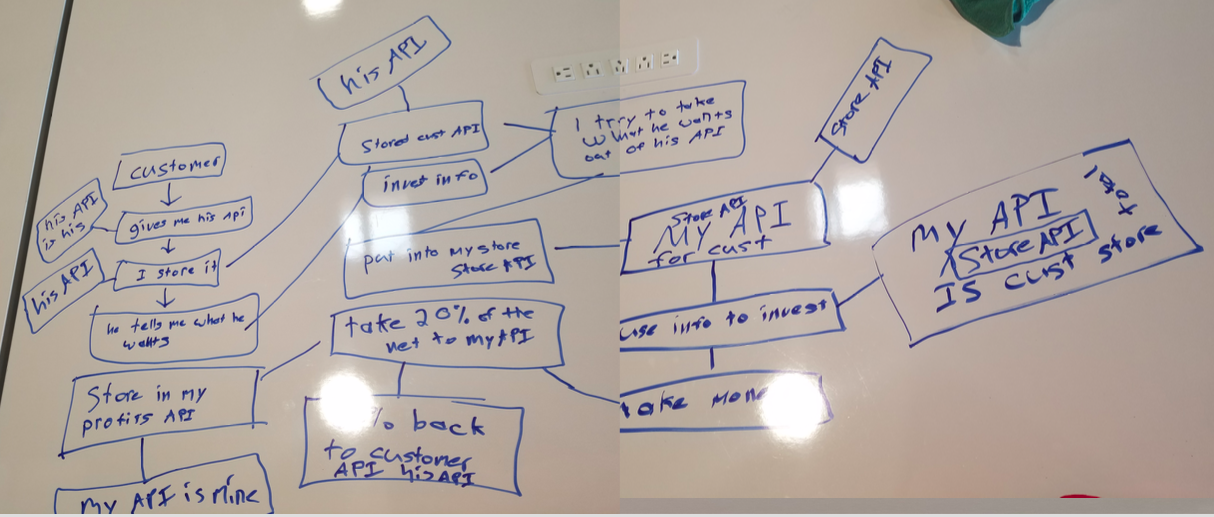 his API
Store API
customer
his API
is his
gives me his API
his API
I store it
he tells me what he
wants
Stored cust API
invest info
I try to take
what he wants
out of his API
put into my store
Store API
Store API
My API
for cust
my API
Store API
is cust store
use info to invest
take
take 20% of the
net to my API
Store in my
profits API
my API is mine
% back
to customer
API his API